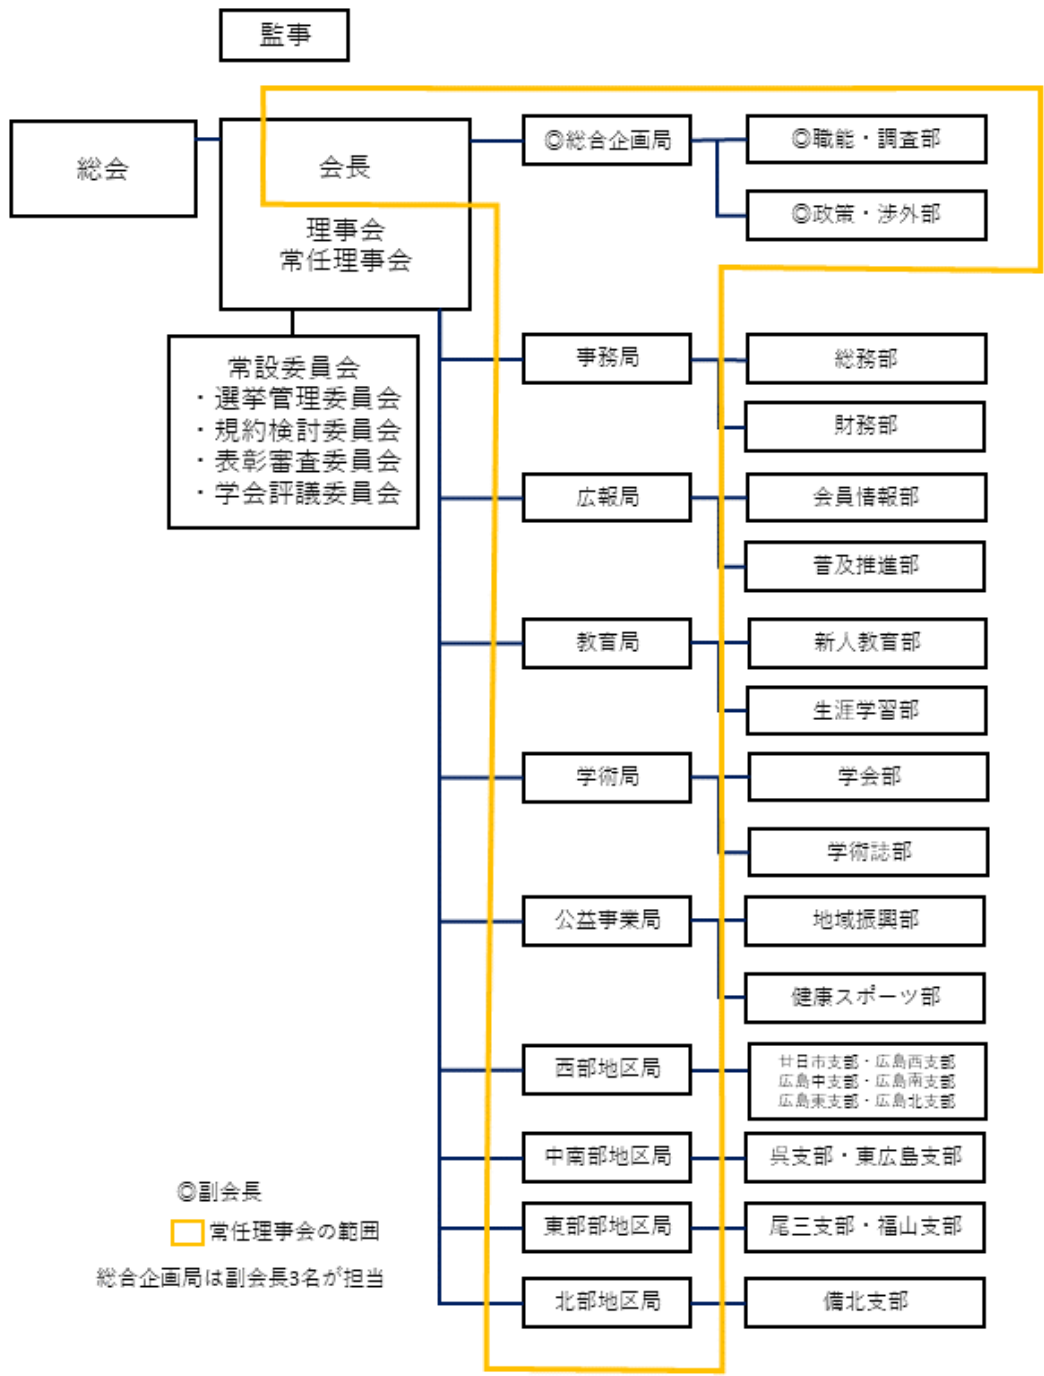 監事
総会
会長
理事会
常任理事会
◎総合企画局
◎職能・調査部
◎政策・渉外部
常設委員会
・選挙管理委員会
・規約検討委員会
・表彰審査委員会
・学会評議委員会
事務局
総務部
財務部
広報局
会員情報部
普及推進部
教育局
新人教育部
生涯学習部
学術局
学会部
学術誌部
公益事業局
地域振興部
健康スポーツ部
西部地区局
廿日市支部・広島西支部
広島中支部・広島南支部
広島東支部・広島北支部
中南部地区局
呉支部・東広島支部
東部部地区局
尾三支部・福山支部
北部地区局
備北支部
◎副会長
常任理事会の範囲
総合企画局は副会長3名が担当